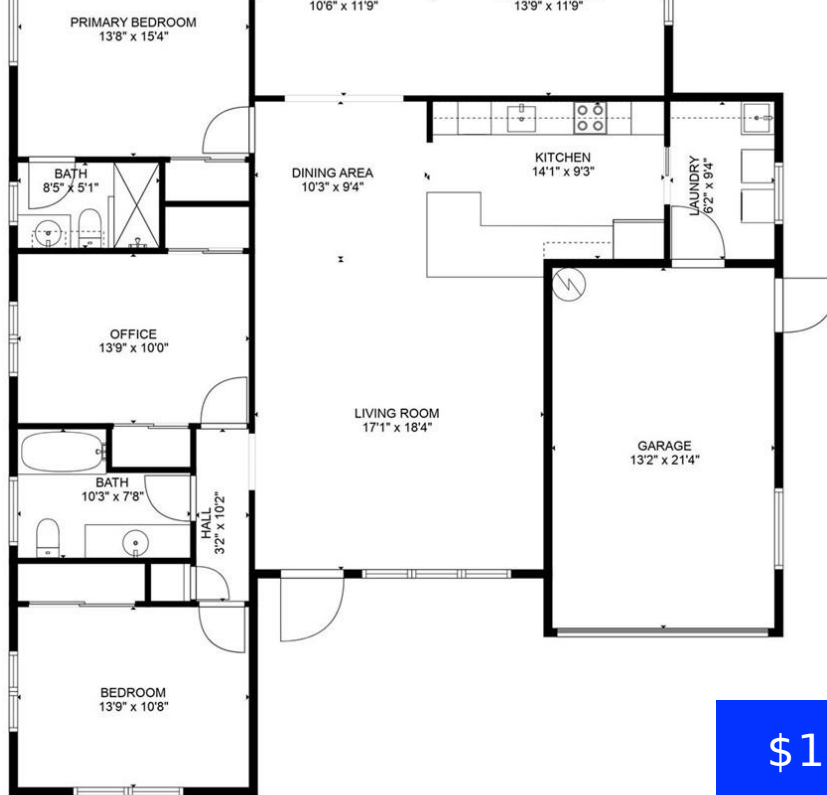 10'6" x 11'9"
13'9" x 11'9"
PRIMARY BEDROOM
13'8" x 15'4"
BATH
8'5" x 5'1"
DINING AREA
10'3" x 9'4"
KITCHEN
14'1" x 9'3"
LAUNDRY
6'2" x 9'4"
OFFICE
13'9" x 10'0"
LIVING ROOM
17'1" x 18'4"
GARAGE
13'2" x 21'4"
BATH
10'3" x 7'8"
HALL
3'2" x 10'2"
BEDROOM
13'9" x 10'8"
$1